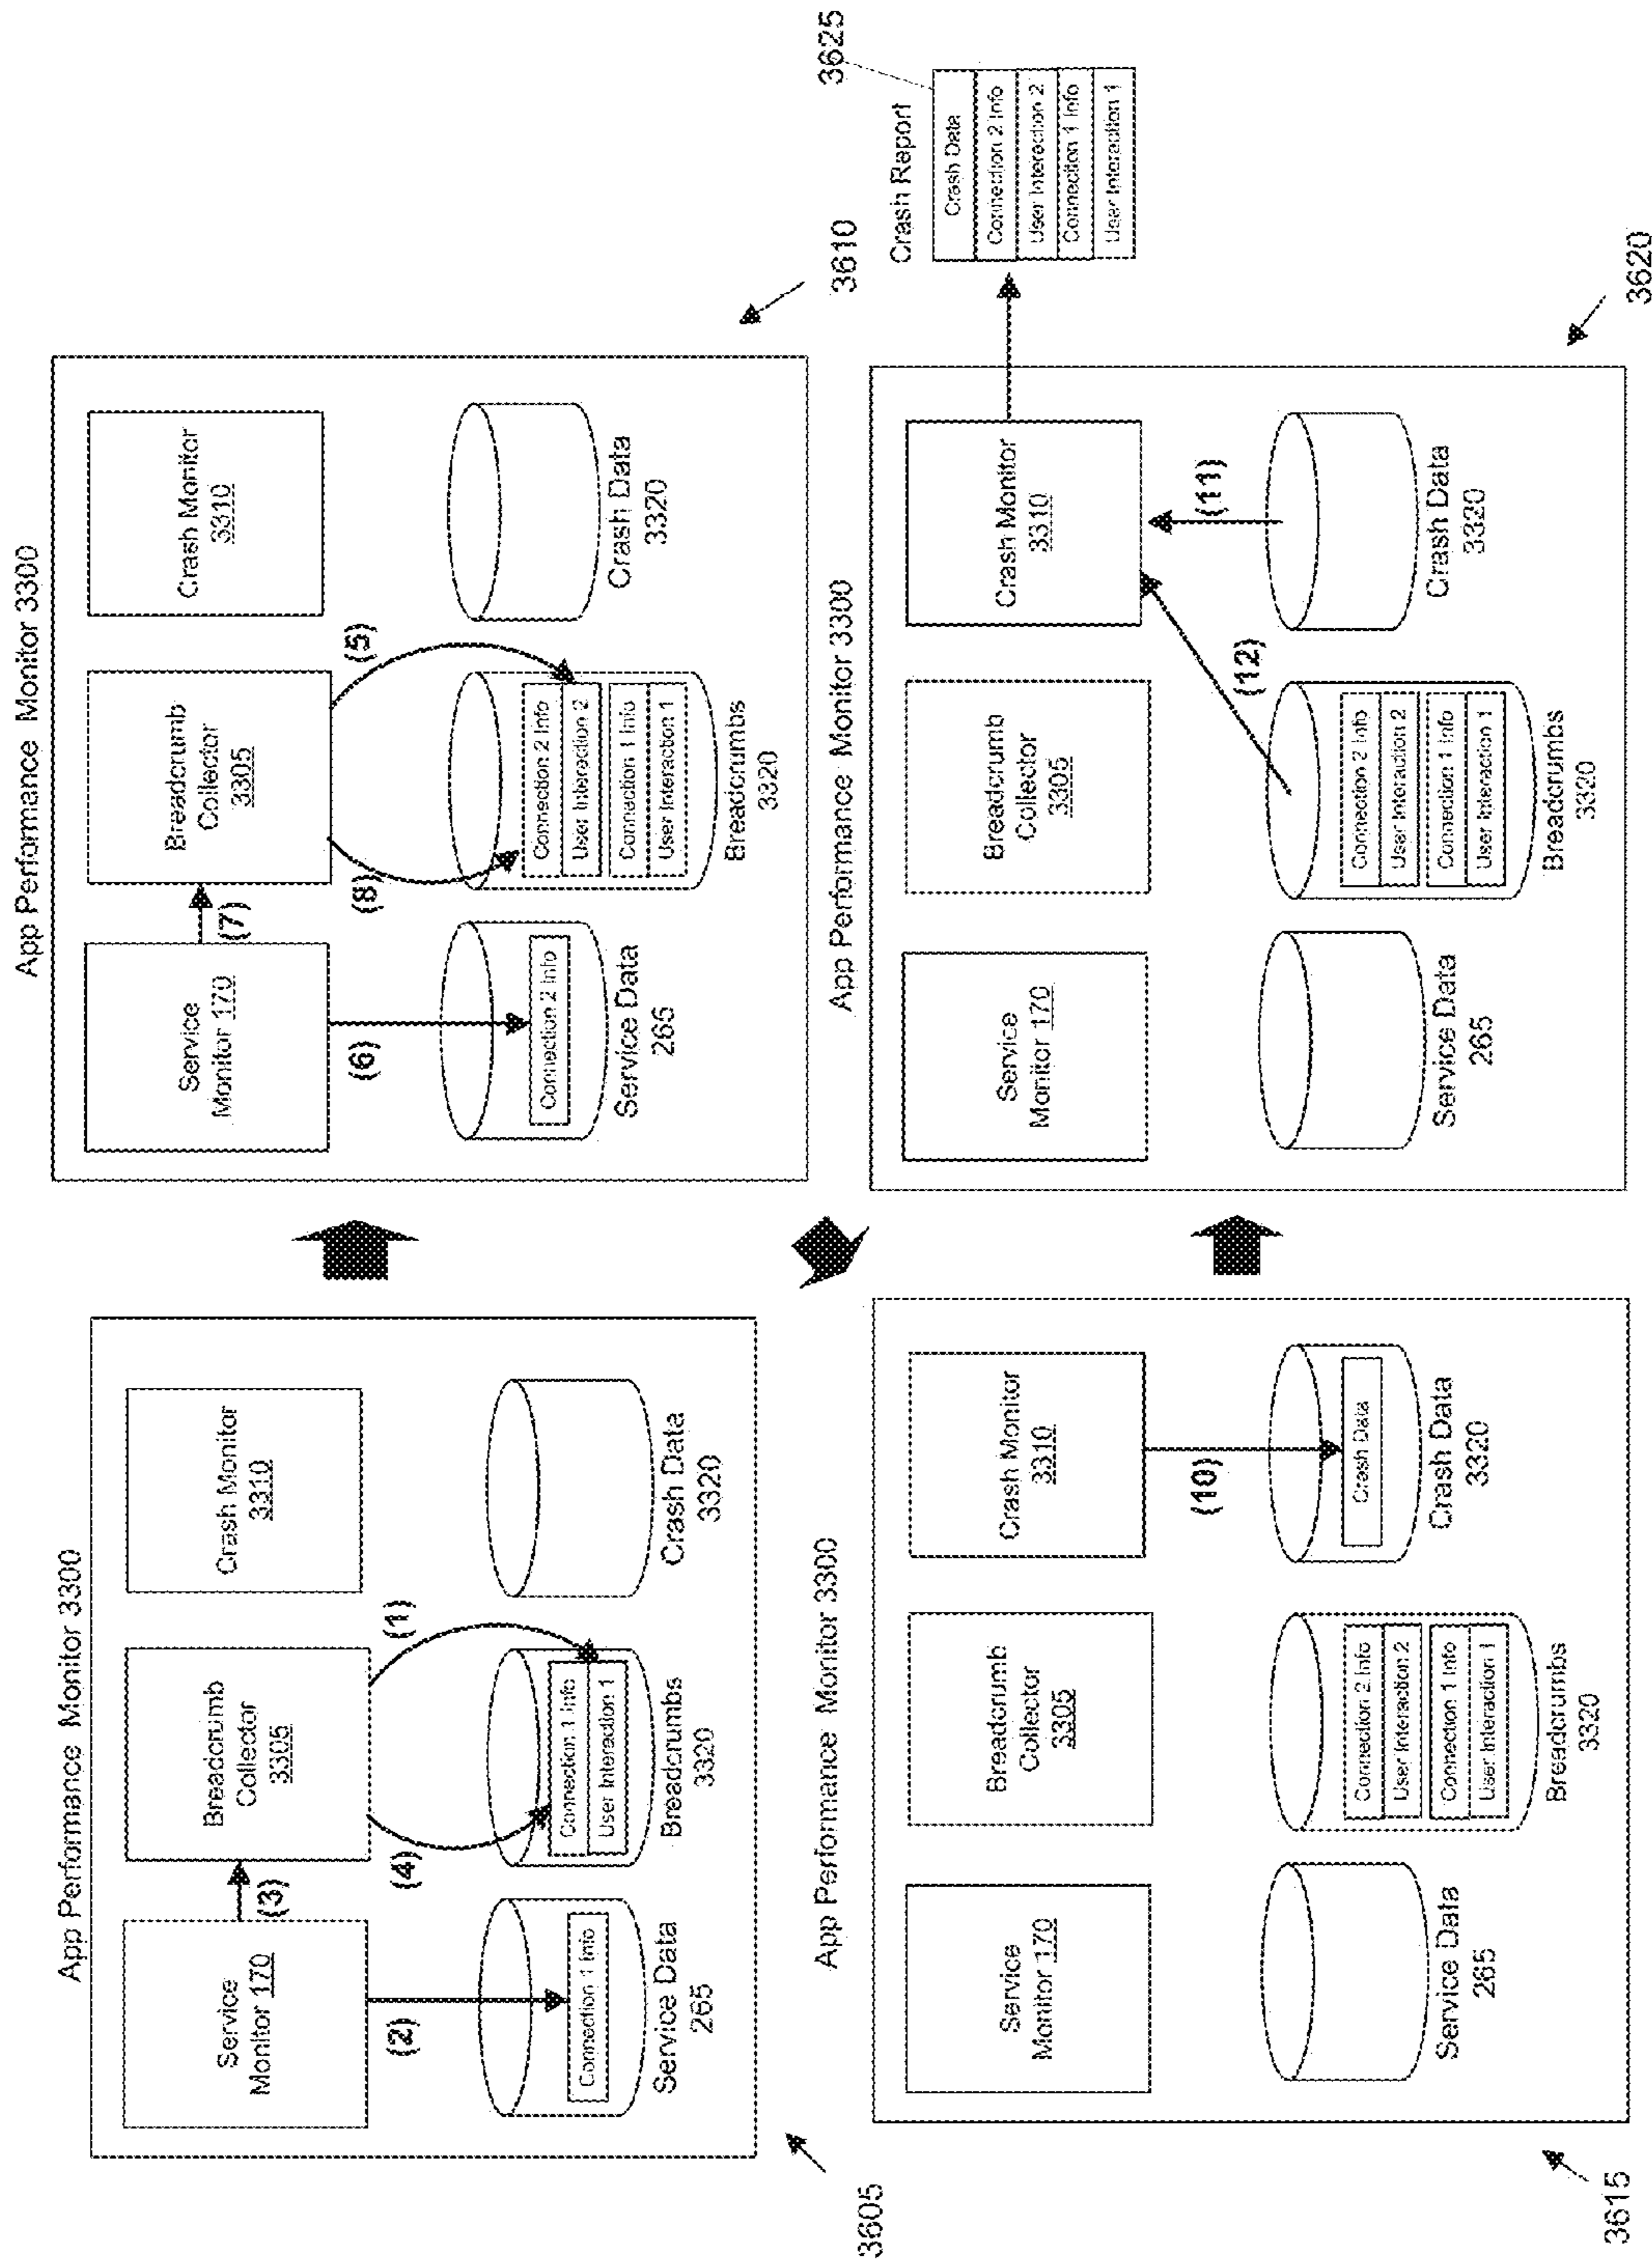 App Performance Monitor 3300
Service
Monitor 170
Breadcrumb
Collector
3305
Crash Monitor
3310
(3)
(2)
(4)
(1)
Connection 1 Info
Connection 1 Info
User Interaction 1
Service Data
265
Breadcrumbs
3320
Crash Data
3320
3605
App Performance Monitor 3300
Service
Monitor 170
Breadcrumb
Collector
3305
Crash Monitor
3310
(7)
(6)
(8)
(5)
Connection 2 Info
Connection 2 Info
User Interaction 2
Connection 1 Info
User Interaction 1
Service Data
265
Breadcrumbs
3320
Crash Data
3320
3610
App Performance Monitor 3300
Service
Monitor 170
Breadcrumb
Collector
3305
Crash Monitor
3310
(10)
Connection 2 Info
User Interaction 2
Connection 1 Info
User Interaction 1
Crash Data
Service Data
265
Breadcrumbs
3320
Crash Data
3320
3615
App Performance Monitor 3300
Service
Monitor 170
Breadcrumb
Collector
3305
Crash Monitor
3310
(12)
(11)
Connection 2 Info
User Interaction 2
Connection 1 Info
User Interaction 1
Service Data
265
Breadcrumbs
3320
Crash Data
3320
3620
Crash Report
3625
Crash Data
Connection 2 Info
User Interaction 2
Connection 1 Info
User Interaction 1